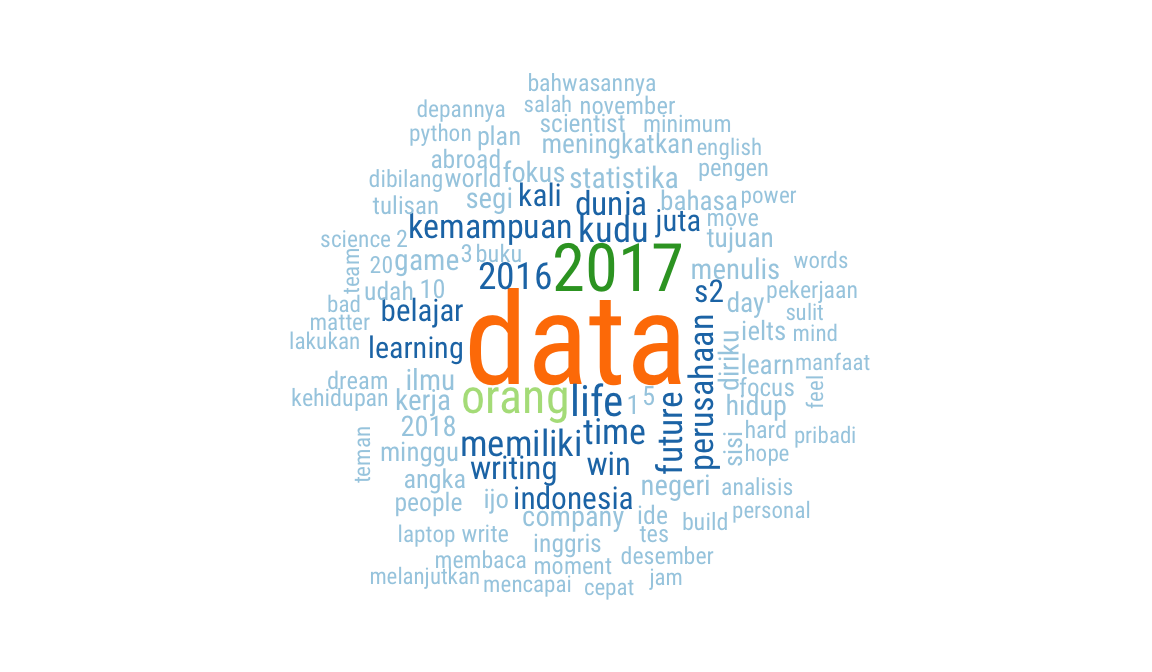 bahwasannya
depannya salah november
python plan scientist minimum
abroad meningkatkan english
dibilang world fokus statistika pengen
tulisan segi kali dunja bahasa power
kemampuan kudu juta move
science 2 tujuan
team 20 game 3 buku 2016 2017 menulis words
udah 10 s2 day pekerjaan
bad belajar data sulit
matter perusahaan diriku ielts mind
lakukan learning learn manfaat
dream ilmu focus feel
kehidupan kerja orang life 1 5 future hidup
2018 time sisi hard pribadi
teman minggu memiliki hope
angka writing win negeri analisis
people ijo indonesia company ide build personal
laptop write inggris tes
membaca moment desember
melanjutkan mencapai cepat jam